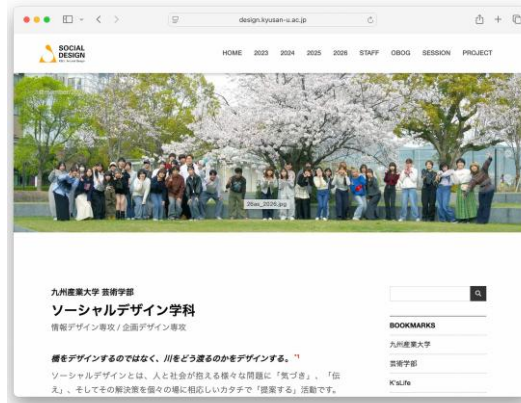 design.kyusan-u.ac.jp
SOCIAL
DESIGN
HOME 2023 2024 2025 2026 STAFF OBOG SESSION PROJECT
26as_2026.jpg
九州産業大学 芸術学部
ソーシャルデザイン学科
情報デザイン専攻 / 企画デザイン専攻
橋をデザインするのではなく、川をどう渡るのかをデザインする。*1
ソーシャルデザインとは、人と社会が抱える様々な問題に「気づき」、「伝
え」、そしてその解決策を個々の場に相応しいカタチで「提案する」活動です。
BOOKMARKS
九州産業大学
芸術学部
K'sLife